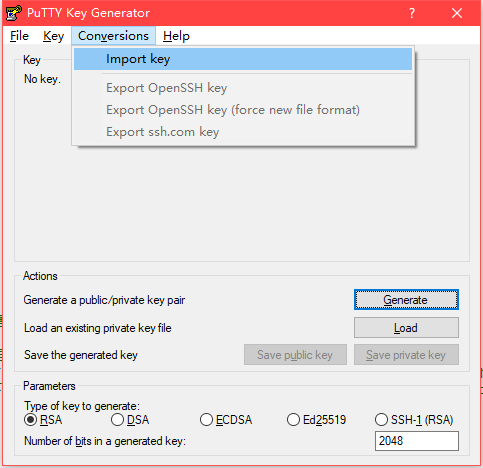 PuTTY Key Generator
File Key Conversions Help
Import key
Export OpenSSH key
Export OpenSSH key (force new file format)
Export ssh.com key
Key
No key.
Actions
Generate a public/private key pair Generate
Load an existing private key file Load
Save the generated key Save public key Save private key
Parameters
Type of key to generate:
RSA DSA ECDSA Ed25519 SSH-1 (RSA)
Number of bits in a generated key: 2048